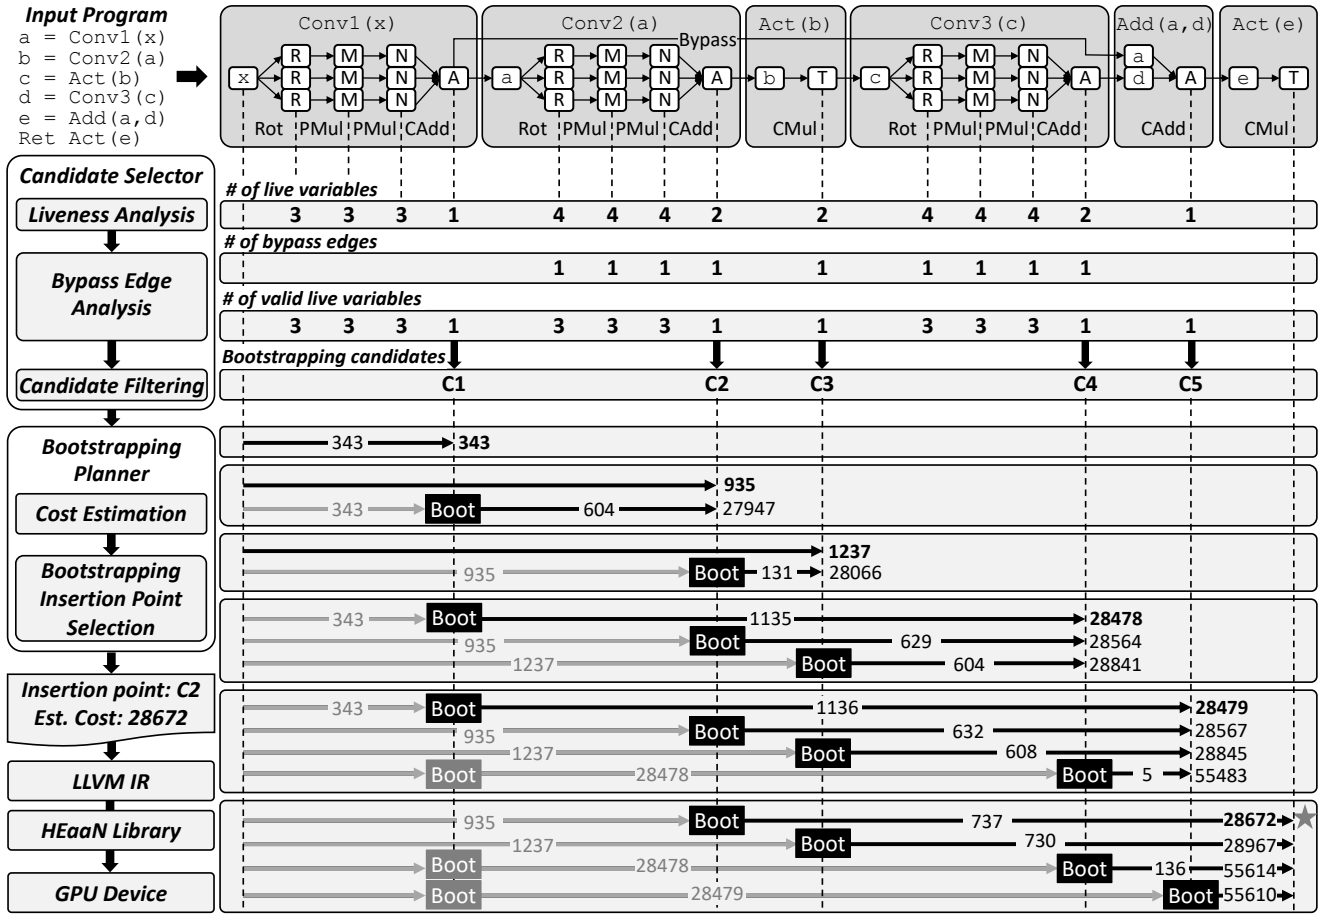 Input Program
a = Conv1(x)
b = Conv2(a)
c = Act(b)
d = Conv3(c)
e = Add(a,d)
Ret Act(e)
Conv1(x) Conv2(a) Act(b) Conv3(c) Add(a,d) Act(e)
Bypass
R M N R M N R M N a
x R M N A a R M N A b T c R M N A d A e T
R M N R M N R M N
Rot PMul PMul CAdd Rot PMul PMul CAdd CMul Rot PMul PMul CAdd CAdd CMul
Candidate Selector
Liveness Analysis
Bypass Edge
Analysis
Candidate Filtering
# of live variables
3 3 3 1 4 4 4 2 2 4 4 4 2 1
# of bypass edges
1 1 1 1 1 1 1 1 1
# of valid live variables
3 3 3 1 3 3 3 1 1 3 3 3 1 1
Bootstrapping candidates
C1 C2 C3 C4 C5
Bootstrapping
Planner
Cost Estimation
Bootstrapping
Insertion Point
Selection
Insertion point: C2
Est. Cost: 28672
LLVM IR
HEaaN Library
GPU Device
343 343
935
343 Boot 604 27947
1237
935 Boot 131 28066
343 Boot 1135 28478
935 Boot 629 28564
1237 Boot 604 28841
343 Boot 1136 28479
935 Boot 632 28567
1237 Boot 608 28845
Boot 28478 Boot 5 55483
935 Boot 737 28672
1237 Boot 730 28967
Boot 28478 Boot 136 55614
Boot 28479 Boot 55610